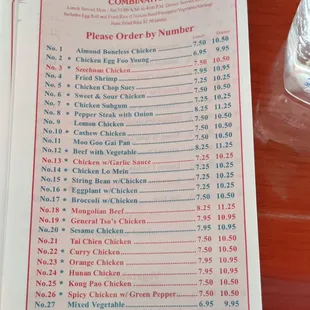 COMBINATI
Please Order by Number
Lunch Dinner
No. 1 Almond Boneless Chicken 7.50 10.50
No. 2 * Chicken Egg Foo Young 6.95 9.95
No. 3 * Szechuan Chicken 7.50 10.50
No. 4 Fried Shrimp 7.25 10.25
No. 5 * Chicken Chop Suey 7.50 10.50
No. 6 * Sweet & Sour Chicken 7.25 10.25
No. 7 * Chicken Subgum 7.50 10.50
No. 8 * Pepper Steak with Onion 8.25 11.25
No. 9 * Lemon Chicken 7.50 10.50
No. 10 * Cashew Chicken 7.50 10.50
No.11 Moo Goo Gai Pan 7.50 10.50
No.12 * Beef with Vegetable 8.25 11.25
No.13 * Chicken w/Garlic Sauce 7.25 10.25
No.14 * Chicken Lo Mein 7.25 10.25
No.15 * String Bean w/Chicken 7.25 10.25
No.16 * Eggplant w/Chicken 7.25 10.25
No.17 * Broccoli w/Chicken 7.50 10.50
No.18 * Mongolian Beef 8.25 11.25
No.19 * General Tso's Chicken 7.95 10.95
No.20 * Sesame Chicken 7.95 10.95
No.21 Tai Chien Chicken 7.50 10.50
No.22 * Curry Chicken 7.50 10.50
No.23 * Orange Chicken 7.95 10.95
No.24 * Hunan Chicken 7.95 10.95
No.25 * Kong Pao Chicken 7.50 10.50
No.26 * Spicy Chicken w/ Green Pepper 7.50 10.50
No.27 Mixed Vegetable 6.95 9.95